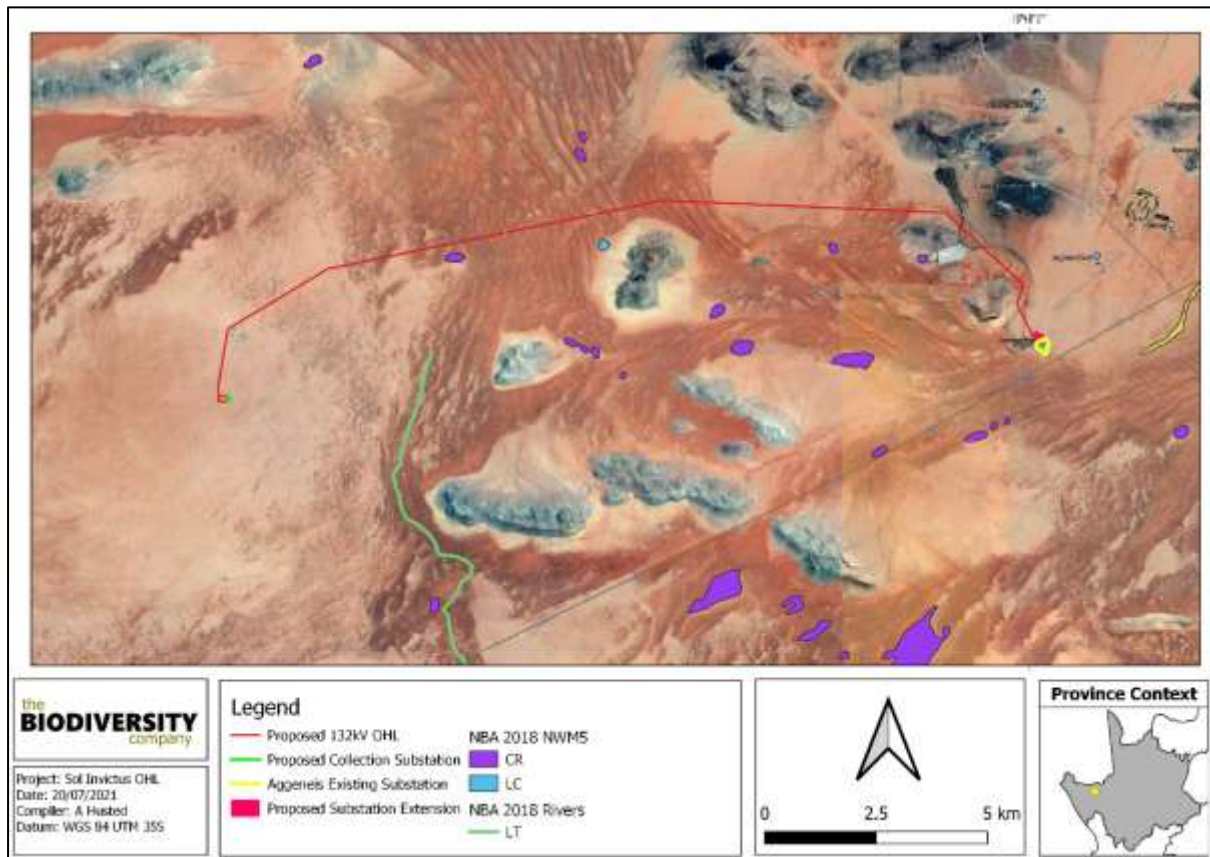 the
BIODIVERSITY
company
Project: Sol Invictus OHL
Date: 20/07/2021
Compiler: A Husted
Datum: WGS 84 UTM 35S
Legend
Proposed 132kV OHL
Proposed Collection Substation
Aggeneis Existing Substation
Proposed Substation Extension
NBA 2018 NWM5
CR
LC
NBA 2018 Rivers
LT
0 2.5 5 km
Province Context